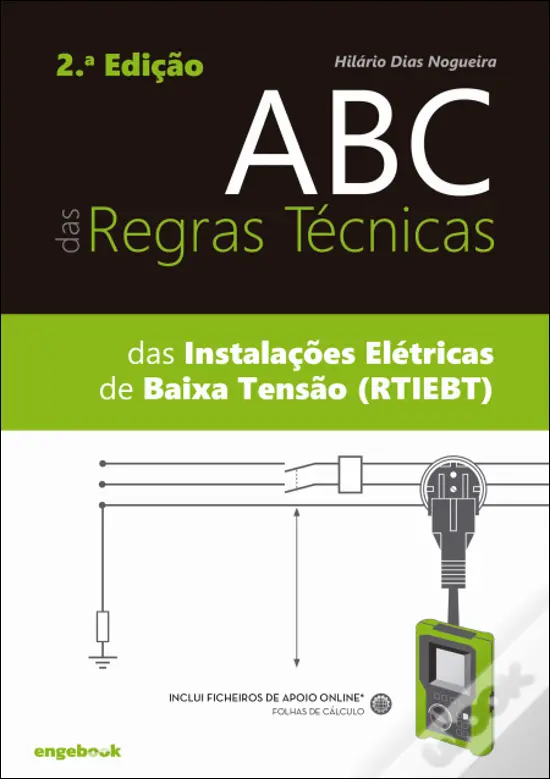 2.ª Edição
Hilário Dias Nogueira
ABC
das Regras Técnicas
das Instalações Elétricas
de Baixa Tensão (RTIEBT)
INCLUI FICHEIROS DE APOIO ONLINE*
FOLHAS DE CÁLCULO
engebook